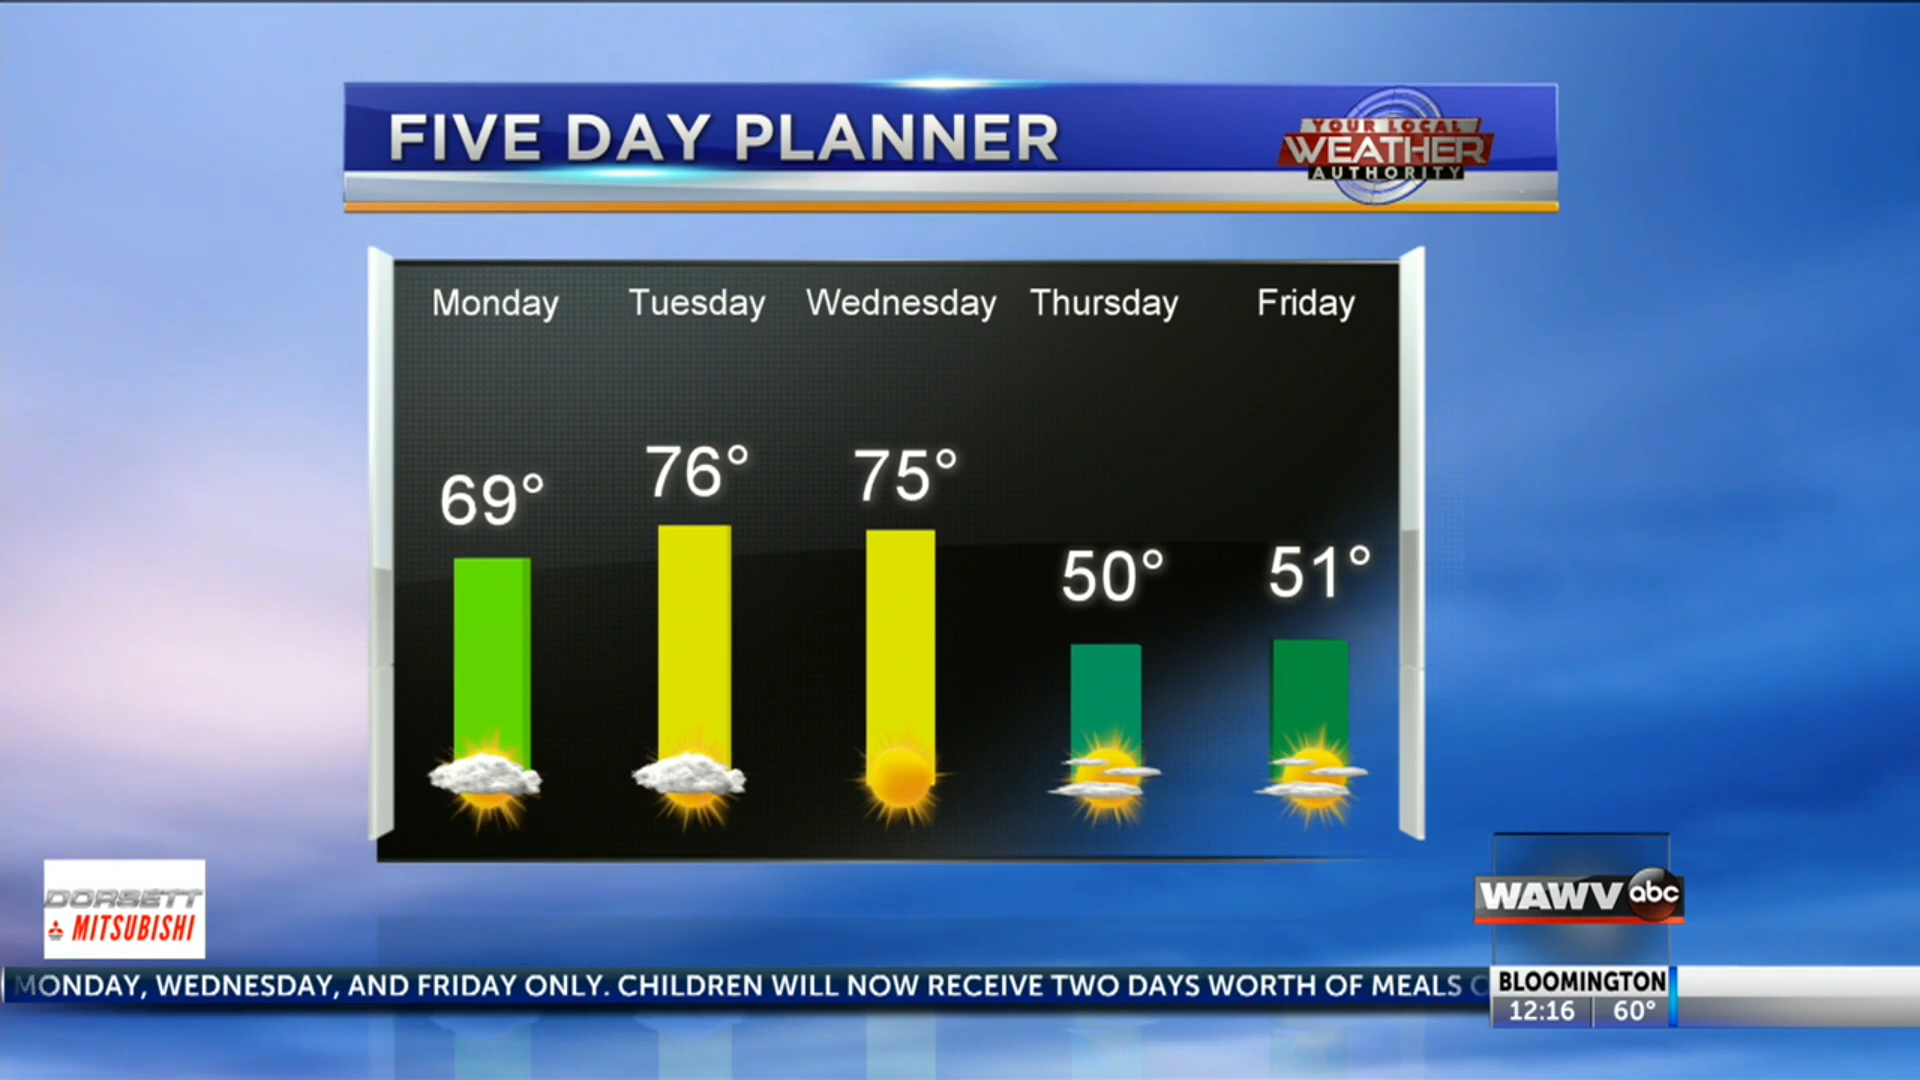 FIVE DAY PLANNER
YOUR LOCAL
WEATHER
AUTHORITY
Monday Tuesday Wednesday Thursday Friday
69° 76° 75° 50° 51°
DORSETT
MITSUBISHI
WAWV abc
MONDAY, WEDNESDAY, AND FRIDAY ONLY. CHILDREN WILL NOW RECEIVE TWO DAYS WORTH OF MEALS
BLOOMINGTON
12:16 60°